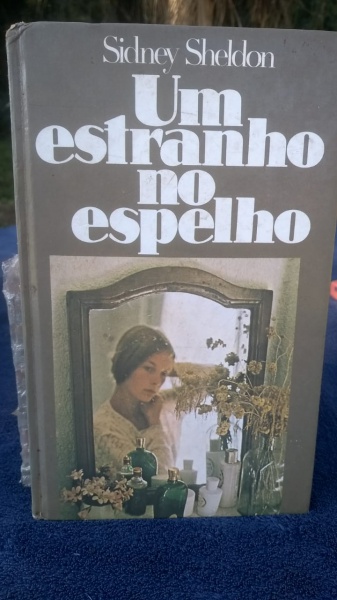 Sidney Sheldon
Um
estranho
no
espelho